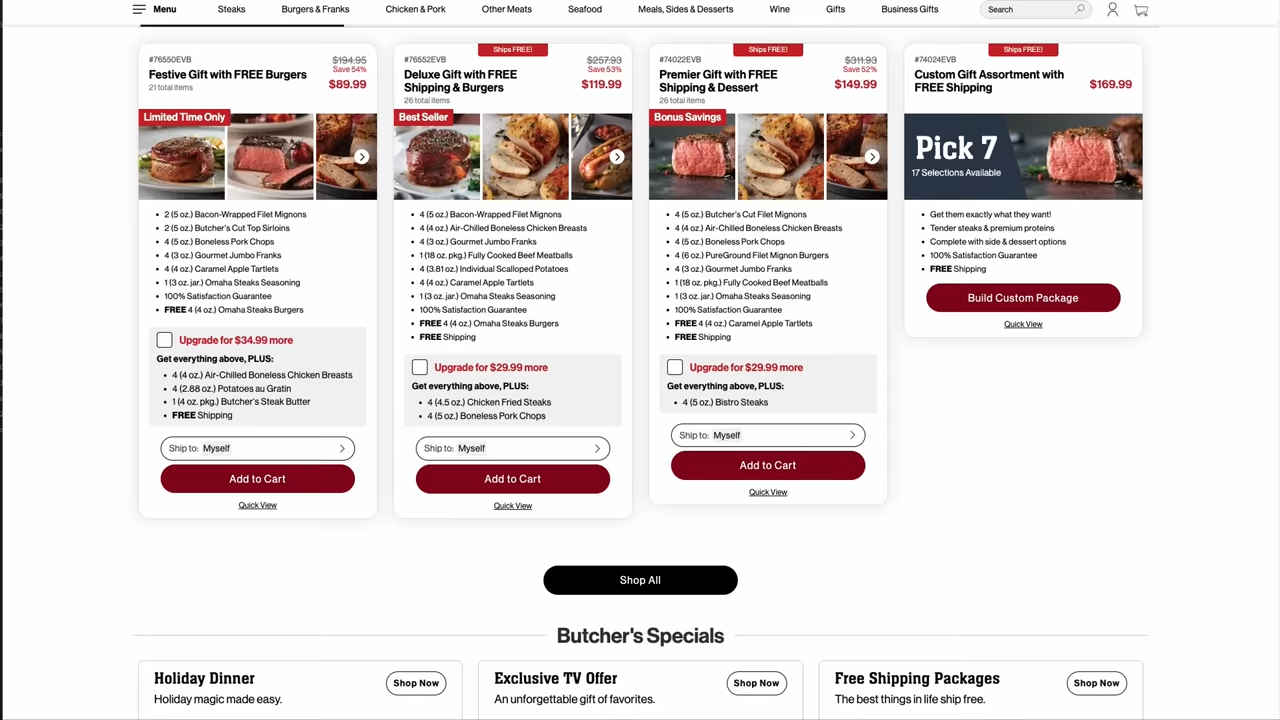 Menu
Steaks
Burgers & Franks
Chicken & Pork
Other Meats
Seafood
Meals, Sides & Desserts
Wine
Gifts
Business Gifts
Search
#76550EVB
$194.95
Save 54%
Festive Gift with FREE Burgers
$89.99
21 total items
Limited Time Only
2 (5 oz.) Bacon-Wrapped Filet Mignons
2 (5 oz.) Butcher's Cut Top Sirloins
4 (5 oz.) Boneless Pork Chops
4 (3 oz.) Gourmet Jumbo Franks
4 (4 oz.) Caramel Apple Tartlets
1 (3 oz. jar.) Omaha Steaks Seasoning
100% Satisfaction Guarantee
FREE 4 (4 oz.) Omaha Steaks Burgers
Upgrade for $34.99 more
Get everything above, PLUS:
4 (4 oz.) Air-Chilled Boneless Chicken Breasts
4 (2.88 oz.) Potatoes au Gratin
1 (4 oz. pkg.) Butcher's Steak Butter
FREE Shipping
Ship to: Myself
Add to Cart
Quick View
Ships FREE!
#76552EVB
$257.93
Save 53%
Deluxe Gift with FREE
Shipping & Burgers
$119.99
26 total items
Best Seller
4 (5 oz.) Bacon-Wrapped Filet Mignons
4 (4 oz.) Air-Chilled Boneless Chicken Breasts
4 (3 oz.) Gourmet Jumbo Franks
1 (18 oz. pkg.) Fully Cooked Beef Meatballs
4 (3.81 oz.) Individual Scalloped Potatoes
4 (4 oz.) Caramel Apple Tartlets
1 (3 oz. jar.) Omaha Steaks Seasoning
100% Satisfaction Guarantee
FREE 4 (4 oz.) Omaha Steaks Burgers
FREE Shipping
Upgrade for $29.99 more
Get everything above, PLUS:
4 (4.5 oz.) Chicken Fried Steaks
4 (5 oz.) Boneless Pork Chops
Ship to: Myself
Add to Cart
Quick View
Ships FREE!
#74022EVB
$311.93
Save 52%
Premier Gift with FREE
Shipping & Dessert
$149.99
26 total items
Bonus Savings
4 (5 oz.) Butcher's Cut Filet Mignons
4 (4 oz.) Air-Chilled Boneless Chicken Breasts
4 (5 oz.) Boneless Pork Chops
4 (6 oz.) PureGround Filet Mignon Burgers
4 (3 oz.) Gourmet Jumbo Franks
1 (18 oz. pkg.) Fully Cooked Beef Meatballs
1 (3 oz. jar.) Omaha Steaks Seasoning
100% Satisfaction Guarantee
FREE 4 (4 oz.) Caramel Apple Tartlets
FREE Shipping
Upgrade for $29.99 more
Get everything above, PLUS:
4 (5 oz.) Bistro Steaks
Ship to: Myself
Add to Cart
Quick View
Ships FREE!
#74024EVB
Custom Gift Assortment with
FREE Shipping
$169.99
Pick 7
17 Selections Available
Get them exactly what they want!
Tender steaks & premium proteins
Complete with side & dessert options
100% Satisfaction Guarantee
FREE Shipping
Build Custom Package
Quick View
Shop All
Butcher's Specials
Holiday Dinner
Shop Now
Holiday magic made easy.
Exclusive TV Offer
Shop Now
An unforgettable gift of favorites.
Free Shipping Packages
Shop Now
The best things in life ship free.